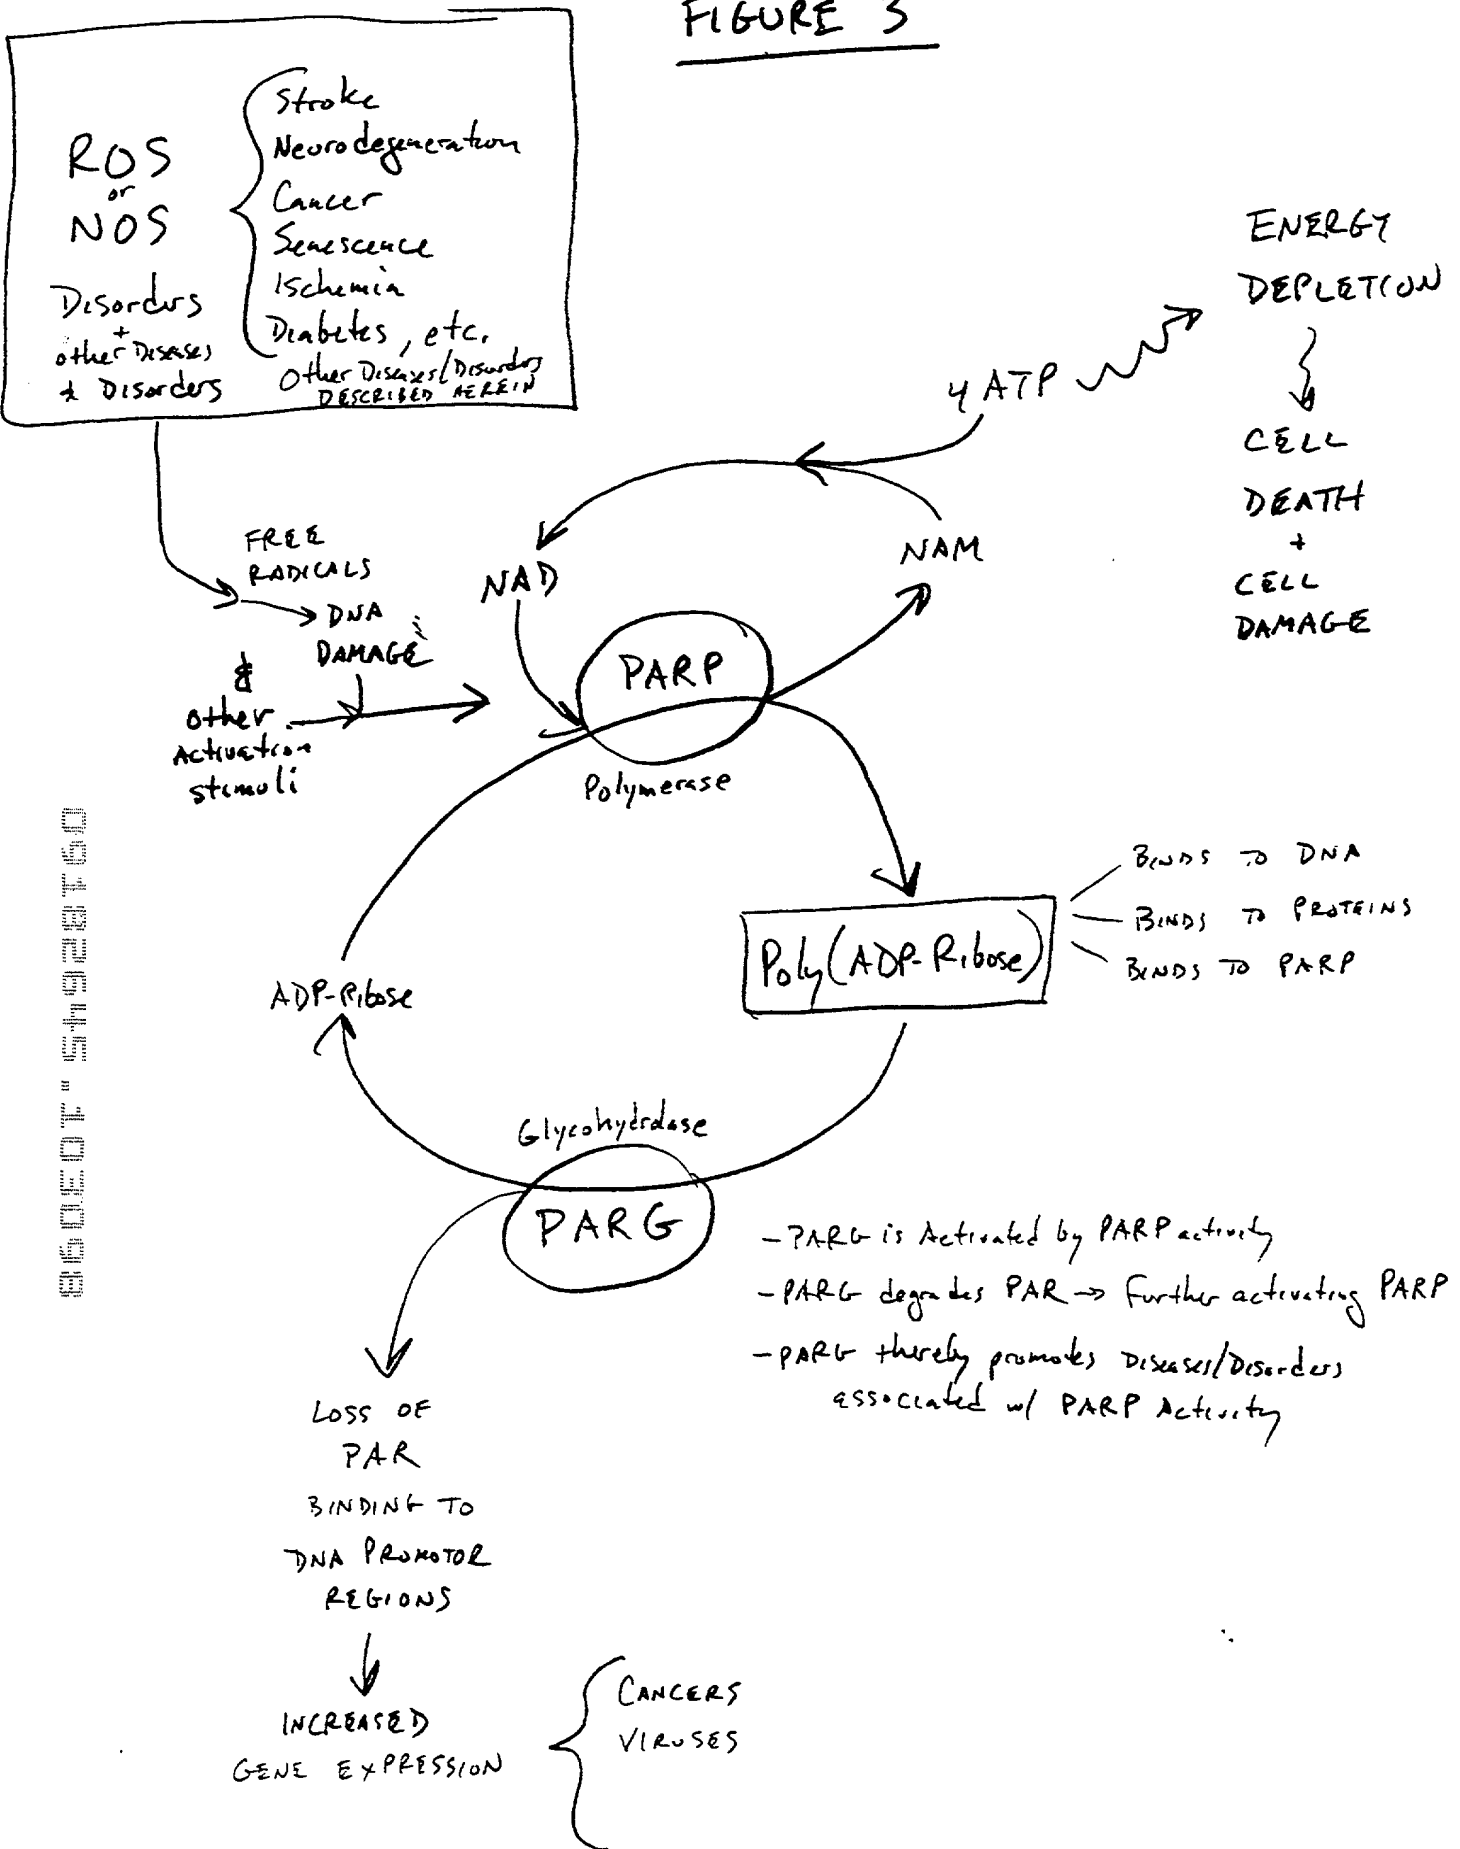 FIGURE 3
ROS
or
NOS
Disorders
+
other Diseases
& Disorders
Stroke
Neurodegeneration
Cancer
Senescence
Ischemia
Diabetes, etc.
Other Diseases/Disorders
DESCRIBED HEREIN
ENERGY
DEPLETION
CELL
DEATH
+
CELL
DAMAGE
4 ATP
NAM
NAD
FREE
RADICALS
DNA
DAMAGE
&
other
Activation
stimuli
PARP
Polymerase
Poly(ADP-Ribose)
BINDS TO DNA
BINDS TO PROTEINS
BINDS TO PARP
ADP-Ribose
Glycohydrolase
PARG
- PARG is Activated by PARP activity
- PARG degrades PAR → Further activating PARP
- PARG thereby promotes Diseases/Disorders
associated w/ PARP Activity
LOSS OF
PAR
BINDING TO
DNA PROMOTOR
REGIONS
INCREASED
GENE EXPRESSION
CANCERS
VIRUSES
09182645.103098